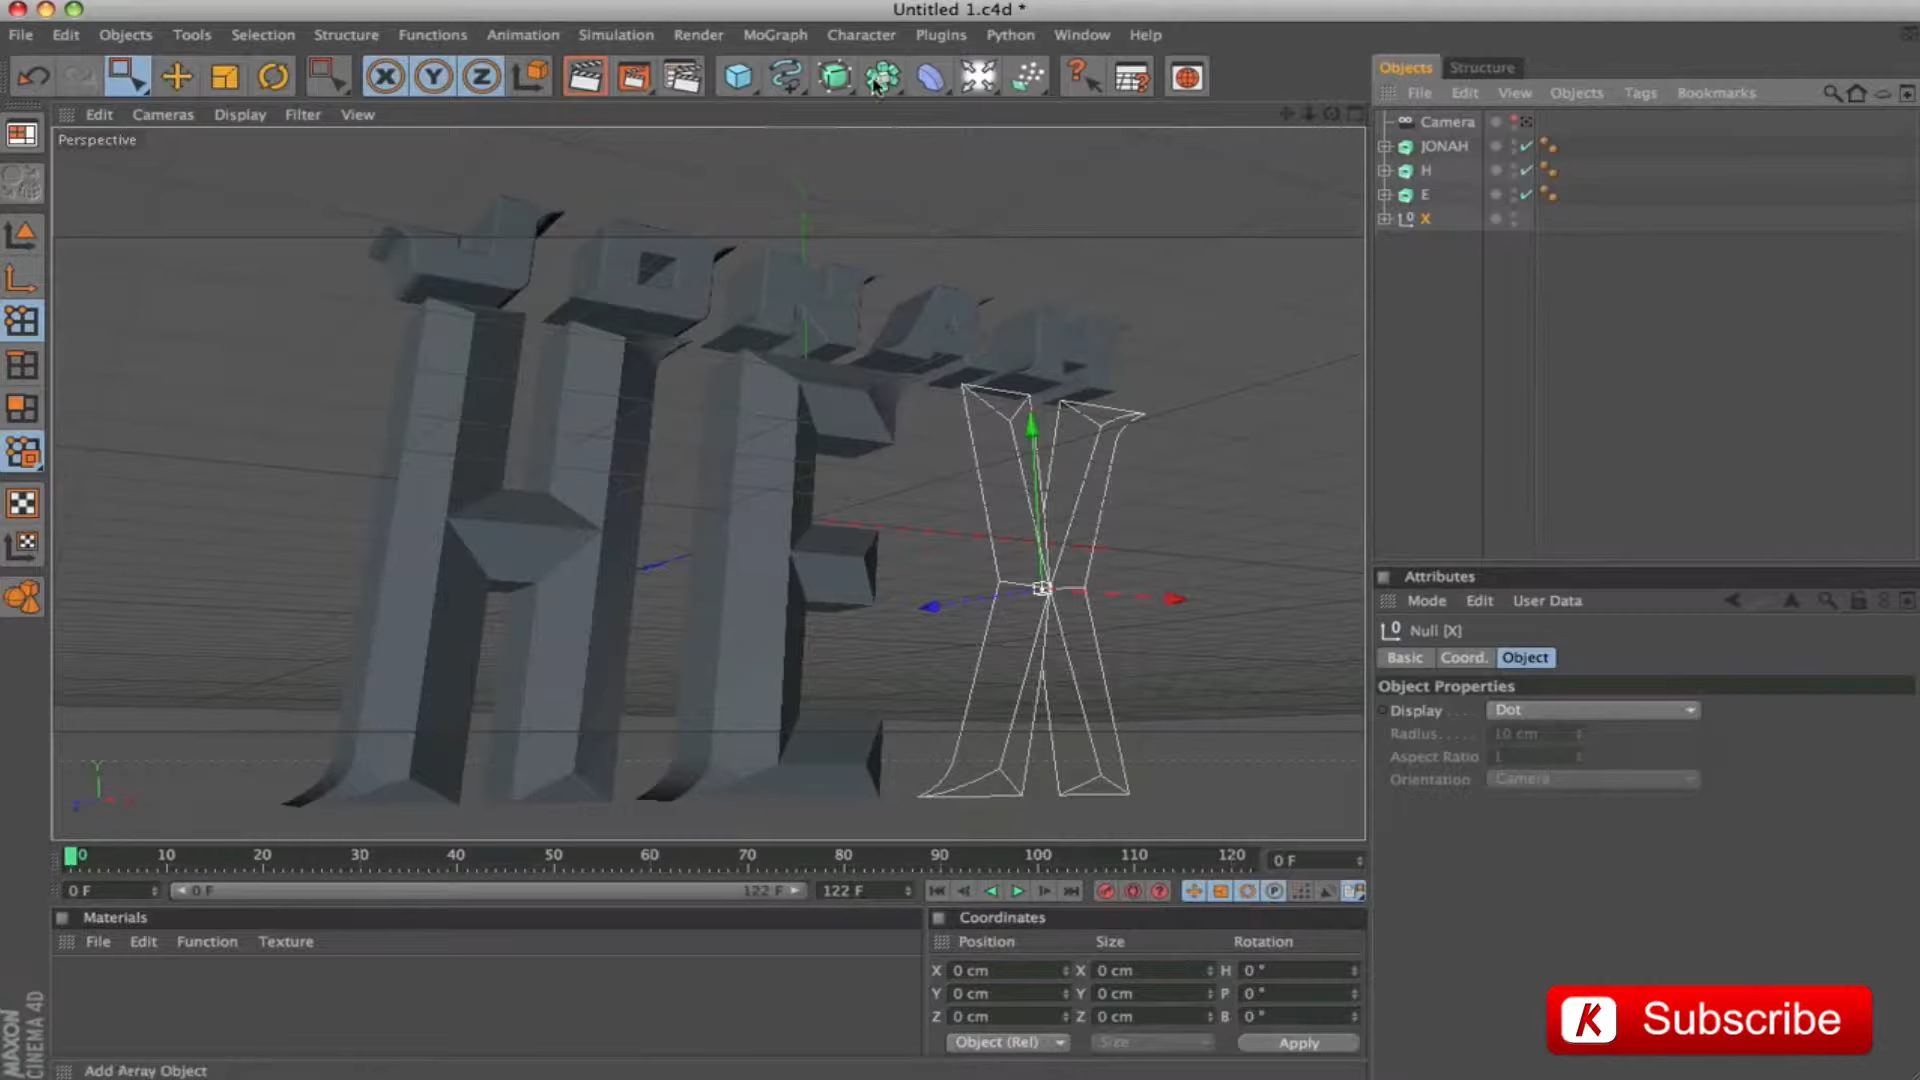 Untitled 1.c4d *
File Edit Objects Tools Selection Structure Functions Animation Simulation Render MoGraph Character Plugins Python Window Help
X Y Z
Objects Structure
File Edit View Objects Tags Bookmarks
Edit Cameras Display Filter View
Perspective
Camera
JONAH
H
E
X
JONAH
HEX
Y
Attributes
Mode Edit User Data
Null [X]
Basic Coord. Object
Object Properties
Display Dot
Radius 10 cm
Aspect Ratio 1
Orientation Camera
0 10 20 30 40 50 60 70 80 90 100 110 120 0 F
0 F 0 F 122 F 122 F
Materials
File Edit Function Texture
Coordinates
Position Size Rotation
X 0 cm X 0 cm H 0 °
Y 0 cm Y 0 cm P 0 °
Z 0 cm Z 0 cm B 0 °
Object (Rel) Size Apply
MAXON
CINEMA 4D
Add Array Object
K Subscribe